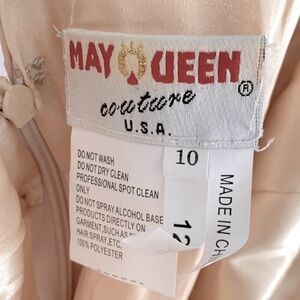 MAY QUEEN
®
couture
U.S.A.
DO NOT WASH
DO NOT DRY CLEAN
PROFESSIONAL SPOT CLEAN
ONLY
DO NOT SPRAY ALCOHOL BASE
PRODUCTS DIRECTLY ON
GARMENT, SUCH AS
HAIR SPRAY, ETC.
100% POLYESTER
10
12
MADE IN